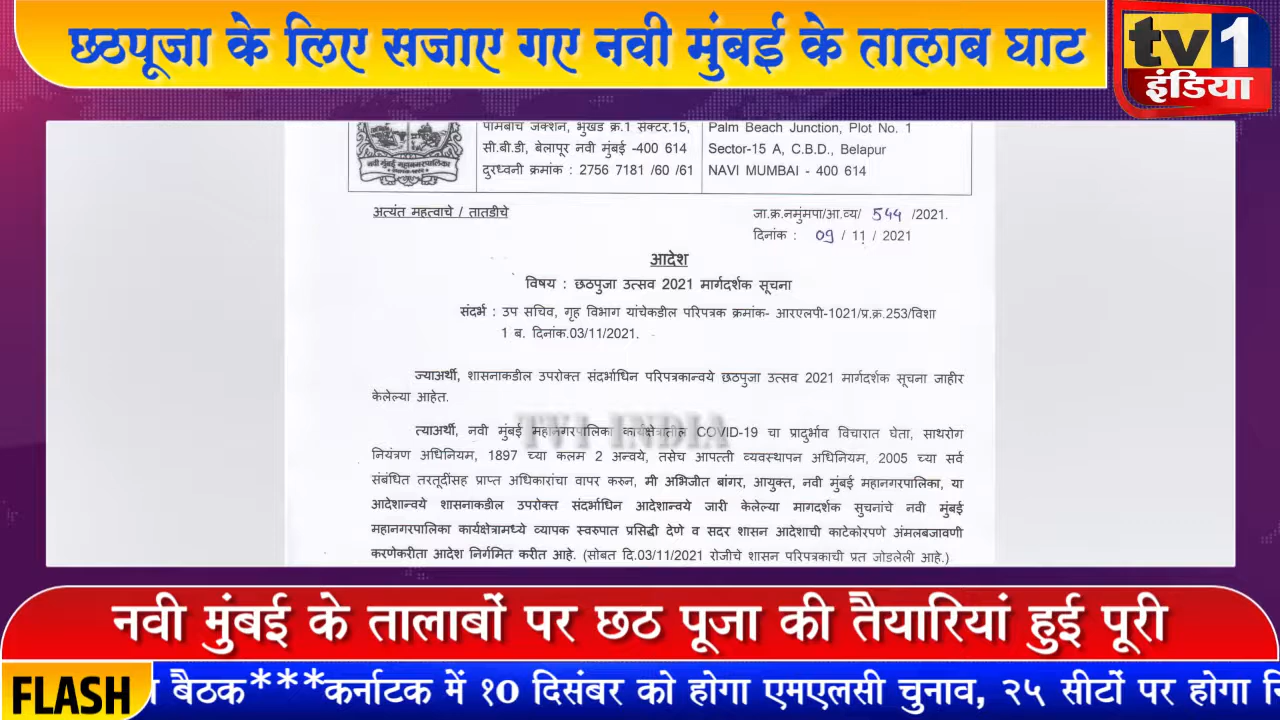 छठपूजा के लिए सजाए गए नवी मुंबई के तालाब घाट
tv1
इंडिया
पामबीच जंक्शन, भुखंड क्र.1 सेक्टर.15,
सी.बी.डी, बेलापूर नवी मुंबई -400 614
दुरध्वनी क्रमांक : 2756 7181 /60 /61
Palm Beach Junction, Plot No. 1
Sector-15 A, C.B.D., Belapur
NAVI MUMBAI - 400 614
नवी मुंबई महानगरपालिका
अत्यंत महत्वाचे / तातडीचे
जा.क्र.नमुंमपा/आ.व्य/ 544 /2021.
दिनांक : 09 / 11 / 2021
आदेश
विषय : छठपुजा उत्सव 2021 मार्गदर्शक सूचना
संदर्भ : उप सचिव, गृह विभाग यांचेकडील परिपत्रक क्रमांक- आरएलपी-1021/प्र.क्र.253/विशा
1 ब. दिनांक.03/11/2021.
ज्याअर्थी, शासनाकडील उपरोक्त संदर्भाधिन परिपत्रकान्वये छठपुजा उत्सव 2021 मार्गदर्शक सूचना जाहीर
केलेल्या आहेत.
TV1 INDIA
त्याअर्थी, नवी मुंबई महानगरपालिका कार्यक्षेत्रातील COVID-19 चा प्रादुर्भाव विचारात घेता, साथरोग
नियंत्रण अधिनियम, 1897 च्या कलम 2 अन्वये, तसेच आपत्ती व्यवस्थापन अधिनियम, 2005 च्या सर्व
संबंधित तरतूदींसह प्राप्त अधिकारांचा वापर करुन, मी अभिजीत बांगर, आयुक्त, नवी मुंबई महानगरपालिका, या
आदेशान्वये शासनाकडील उपरोक्त संदर्भाधिन आदेशान्वये जारी केलेल्या मागदर्शक सुचनांचे नवी मुंबई
महानगरपालिका कार्यक्षेत्रामध्ये व्यापक स्वरुपात प्रसिद्धी देणे व सदर शासन आदेशाची काटेकोरपणे अंमलबजावणी
करणेकरीता आदेश निर्गमित करीत आहे. (सोबत दि.03/11/2021 रोजीचे शासन परिपत्रकाची प्रत जोडलेली आहे.)
नवी मुंबई के तालाबों पर छठ पूजा की तैयारियां हुई पूरी
FLASH
बैठक***कर्नाटक में १0 दिसंबर को होगा एमएलसी चुनाव, २५ सीटों पर होगा